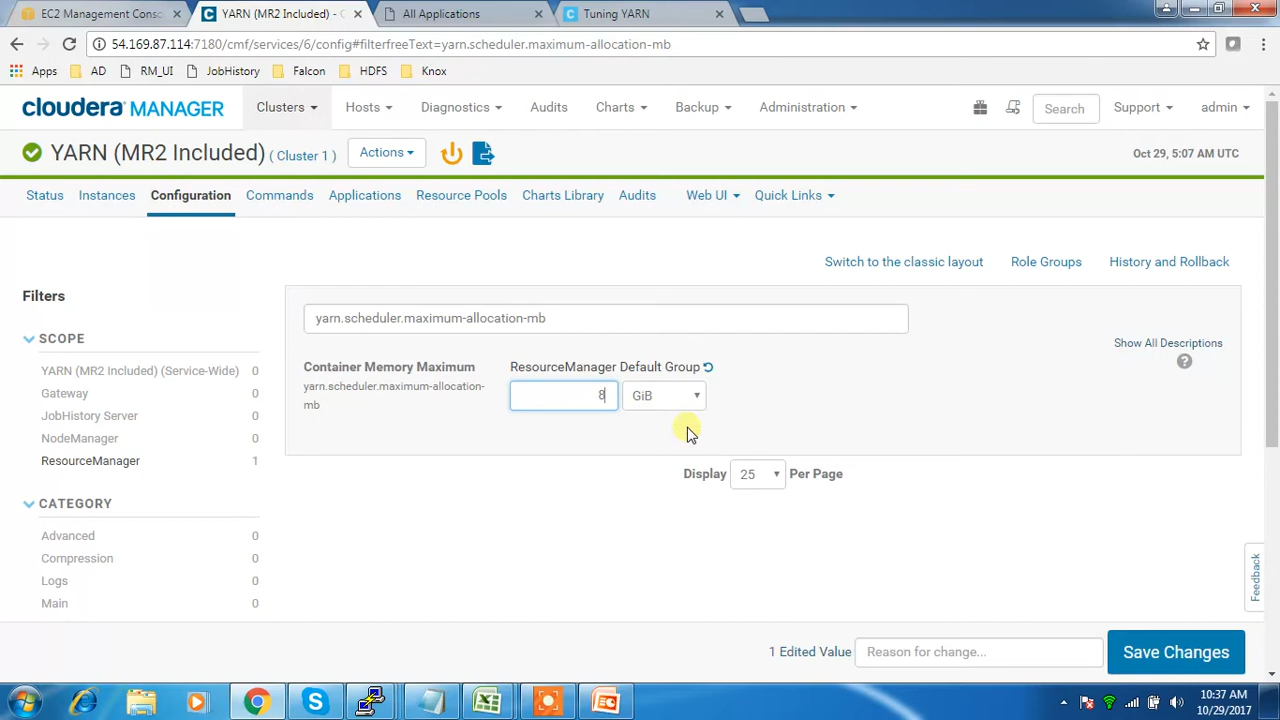 EC2 Management Consc
YARN (MR2 Included) - C
All Applications
Tuning YARN
54.169.87.114:7180/cmf/services/6/config#filterfreeText=yarn.scheduler.maximum-allocation-mb
Apps AD RM_UI JobHistory Falcon HDFS Knox
cloudera MANAGER Clusters Hosts Diagnostics Audits Charts Backup Administration Search Support admin
YARN (MR2 Included) ( Cluster 1 ) Actions Oct 29, 5:07 AM UTC
Status Instances Configuration Commands Applications Resource Pools Charts Library Audits Web UI Quick Links
Switch to the classic layout Role Groups History and Rollback
Filters
SCOPE
YARN (MR2 Included) (Service-Wide) 0
Gateway 0
JobHistory Server 0
NodeManager 0
ResourceManager 1
CATEGORY
Advanced 0
Compression 0
Logs 0
Main 0
yarn.scheduler.maximum-allocation-mb
Show All Descriptions
Container Memory Maximum
yarn.scheduler.maximum-allocation-
mb
ResourceManager Default Group
8 GiB
Display 25 Per Page
Feedback
1 Edited Value Reason for change... Save Changes
10:37 AM
10/29/2017